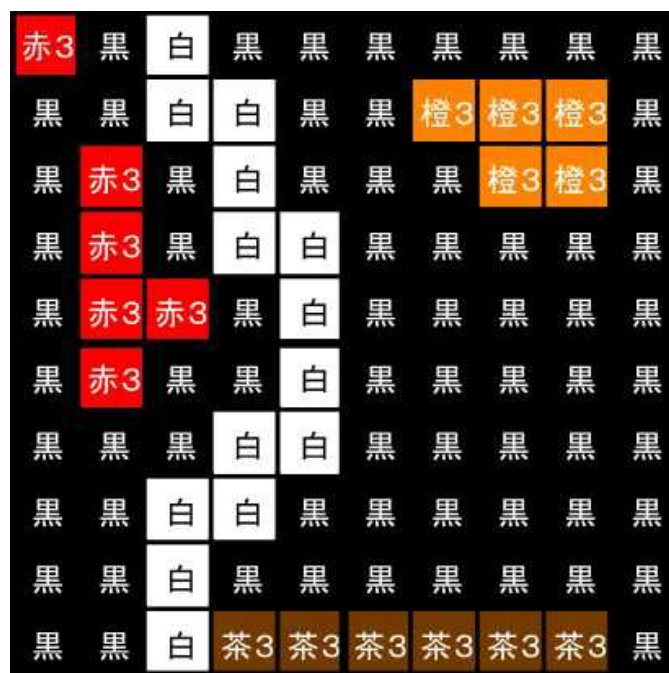 赤3 黒 白 黒 黒 黒 黒 黒 黒 黒
黒 黒 白 白 黒 黒 橙3 橙3 橙3 黒
黒 赤3 黒 白 黒 黒 黒 橙3 橙3 黒
黒 赤3 黒 白 白 黒 黒 黒 黒 黒
黒 赤3 赤3 黒 白 黒 黒 黒 黒 黒
黒 赤3 黒 黒 白 黒 黒 黒 黒 黒
黒 黒 黒 白 白 黒 黒 黒 黒 黒
黒 黒 白 白 黒 黒 黒 黒 黒 黒
黒 黒 白 黒 黒 黒 黒 黒 黒 黒
黒 黒 白 茶3 茶3 茶3 茶3 茶3 茶3 黒